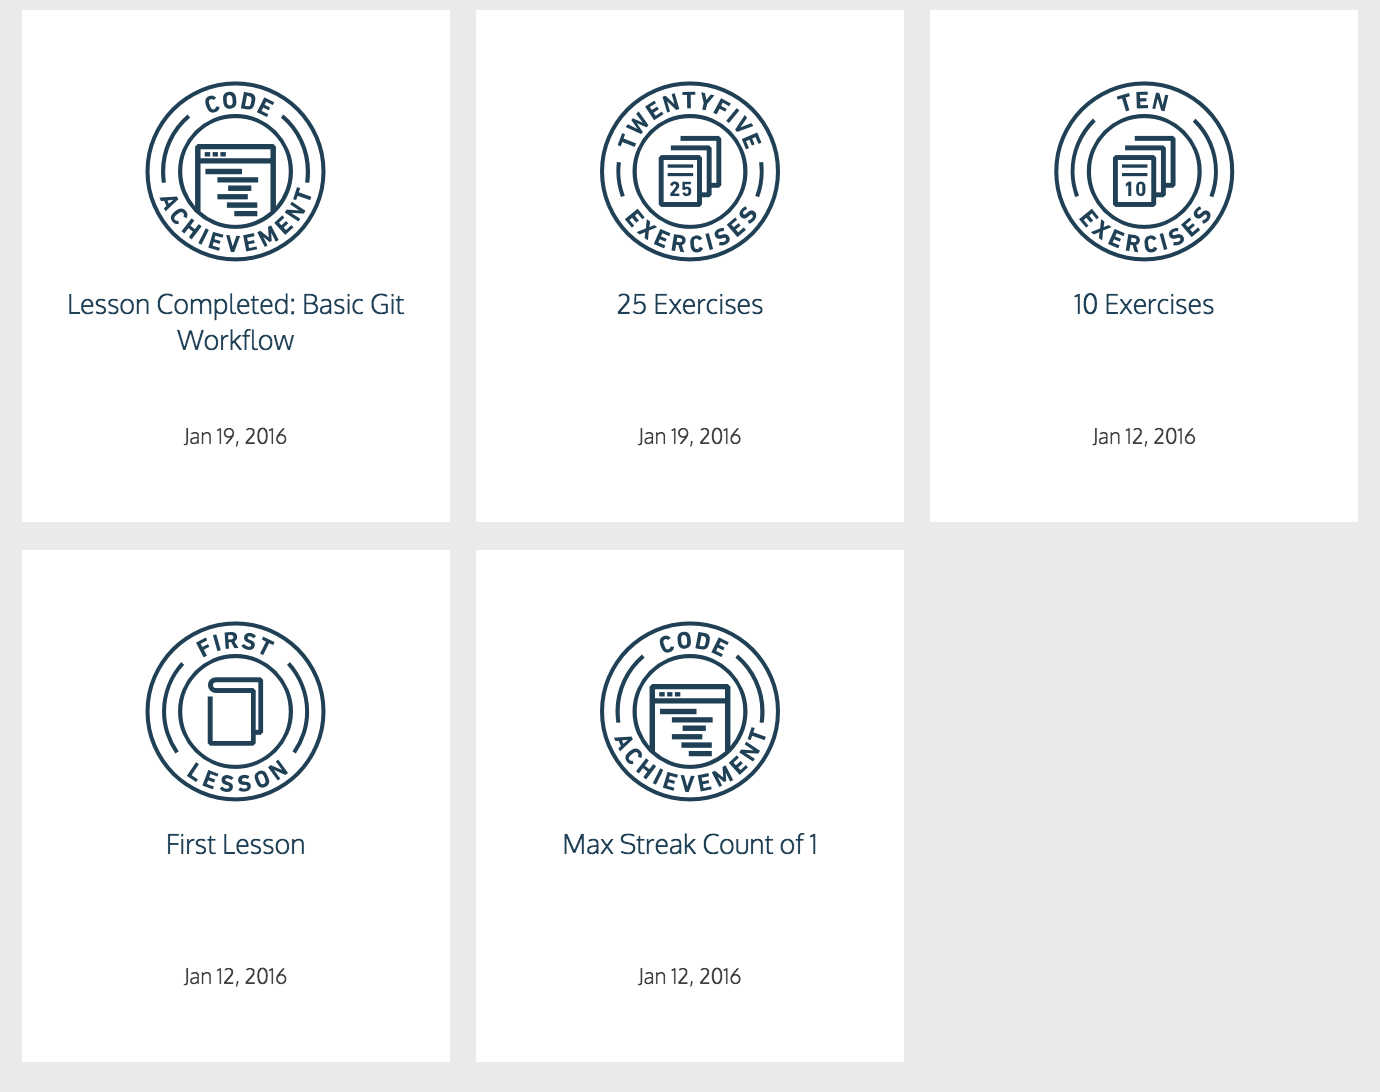 CODE
ACHIEVEMENT
Lesson Completed: Basic Git
Workflow
Jan 19, 2016
TWENTYFIVE
25
EXERCISES
25 Exercises
Jan 19, 2016
TEN
10
EXERCISES
10 Exercises
Jan 12, 2016
FIRST
LESSON
First Lesson
Jan 12, 2016
CODE
ACHIEVEMENT
Max Streak Count of 1
Jan 12, 2016